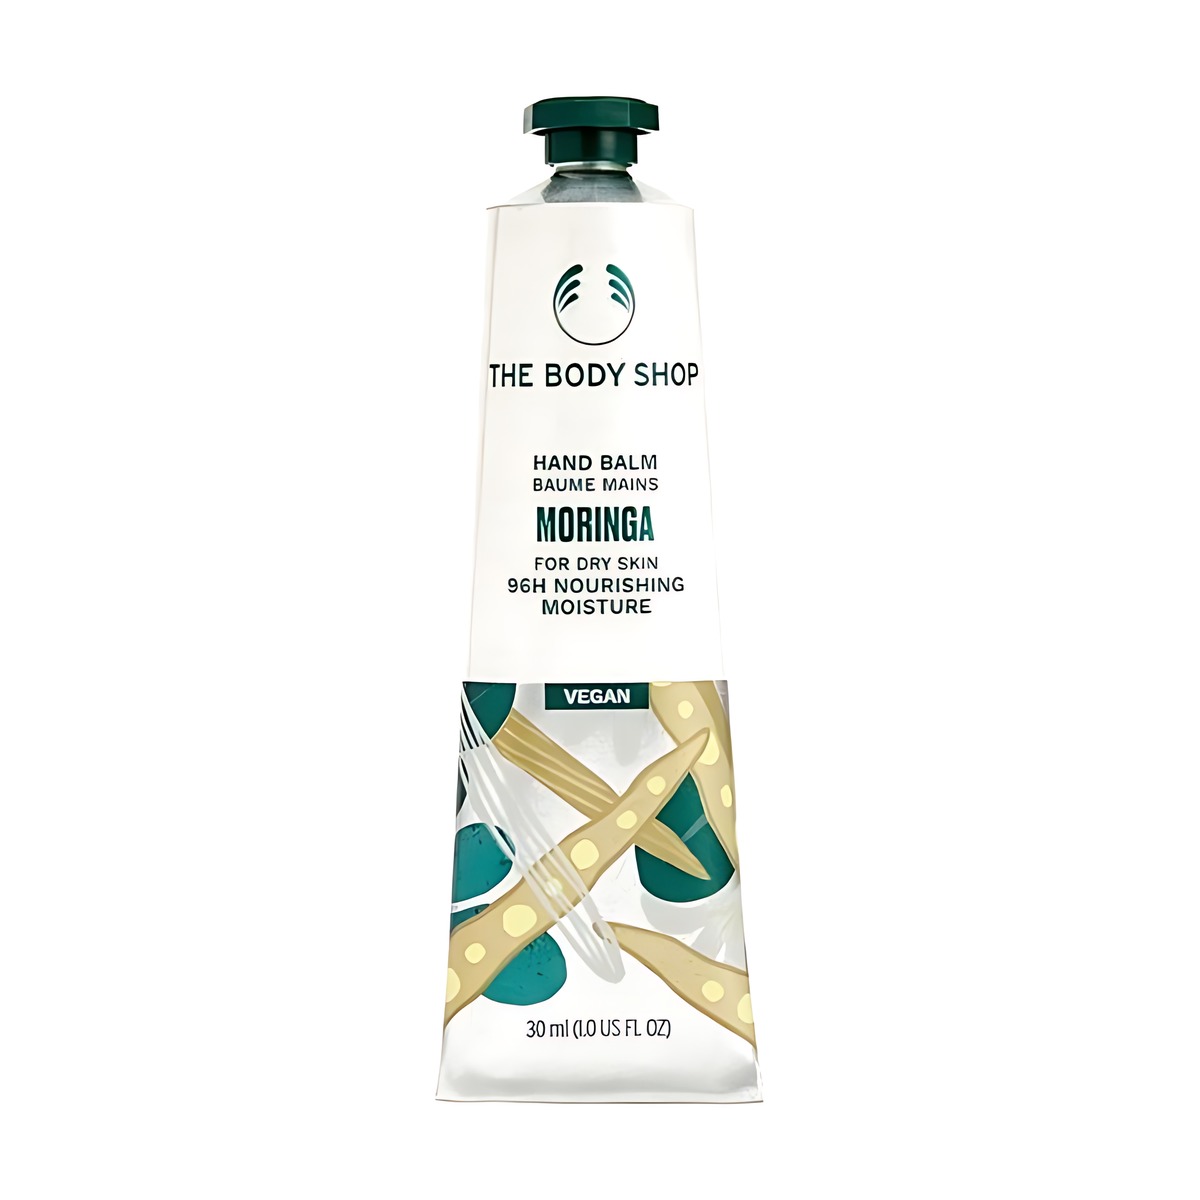 THE BODY SHOP
HAND BALM
BAUME MAINS
MORINGA
FOR DRY SKIN
96H NOURISHING
MOISTURE
VEGAN
30 ml (1.0 US FL OZ)